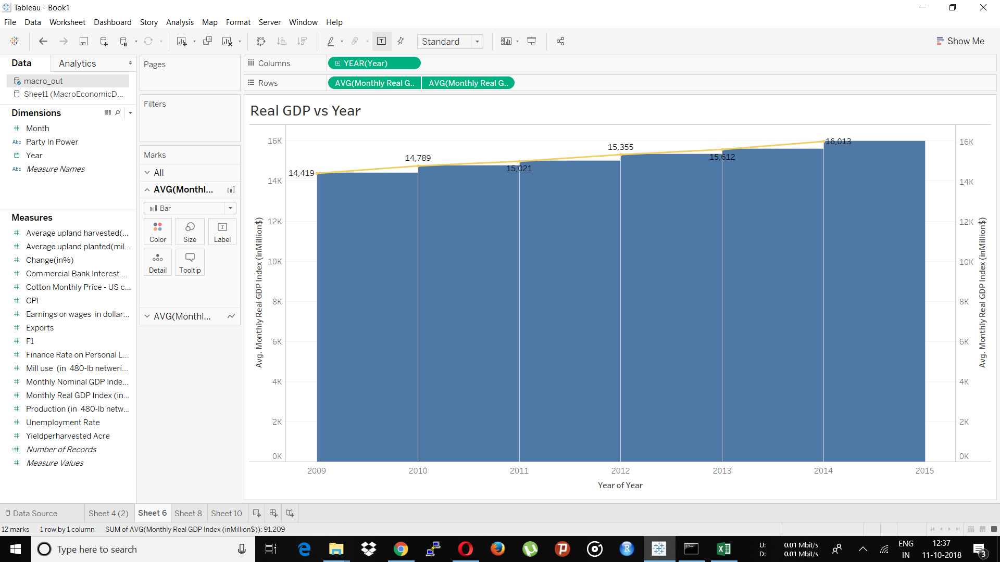 Tableau - Book1
File Data Worksheet Dashboard Story Analysis Map Format Server Window Help
Standard
Show Me
Data Analytics
macro_out
Sheet1 (MacroEconomicD...
Dimensions
Month
Abc Party In Power
Year
Abc Measure Names
Measures
Average upland harvested(...
Average upland planted(mil...
Change(in%)
Commercial Bank Interest ...
Cotton Monthly Price - US c...
CPI
Earnings or wages in dollar...
Exports
F1
Finance Rate on Personal L...
Mill use (in 480-lb netweri...
Monthly Nominal GDP Inde...
Monthly Real GDP Index (in...
Production (in 480-lb netw...
Unemployment Rate
Yieldperharvested Acre
Number of Records
Measure Values
Pages
Filters
Marks
All
AVG(Monthl...
Bar
Color Size Label
Detail Tooltip
AVG(Monthl...
Columns YEAR(Year)
Rows AVG(Monthly Real G.. AVG(Monthly Real G..
Real GDP vs Year
Avg. Monthly Real GDP Index (inMillion$)
16K
14K
12K
10K
8K
6K
4K
2K
0K
14,419
14,789
15,021
15,355
15,612
16,013
16K
14K
12K
10K
8K
6K
4K
2K
0K
Avg. Monthly Real GDP Index (inMillion$)
2009 2010 2011 2012 2013 2014 2015
Year of Year
Data Source Sheet 4 (2) Sheet 6 Sheet 8 Sheet 10
12 marks 1 row by 1 column SUM of AVG(Monthly Real GDP Index (inMillion$)): 91,209
Type here to search
U: 0.01 Mbit/s
D: 0.01 Mbit/s
ENG
IN
12:37
11-10-2018
3